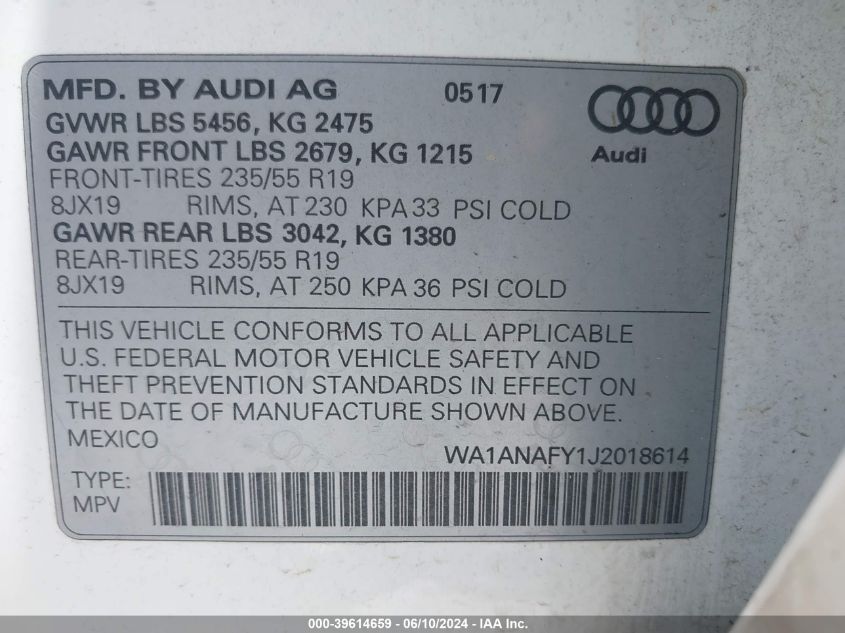 MFD. BY AUDI AG 0517
GVWR LBS 5456, KG 2475
GAWR FRONT LBS 2679, KG 1215
Audi
FRONT-TIRES 235/55 R19
8JX19 RIMS, AT 230 KPA 33 PSI COLD
GAWR REAR LBS 3042, KG 1380
REAR-TIRES 235/55 R19
8JX19 RIMS, AT 250 KPA 36 PSI COLD
THIS VEHICLE CONFORMS TO ALL APPLICABLE
U.S. FEDERAL MOTOR VEHICLE SAFETY AND
THEFT PREVENTION STANDARDS IN EFFECT ON
THE DATE OF MANUFACTURE SHOWN ABOVE.
MEXICO
WA1ANAFY1J2018614
TYPE:
MPV
000-39614659 - 06/10/2024 - IAA Inc.